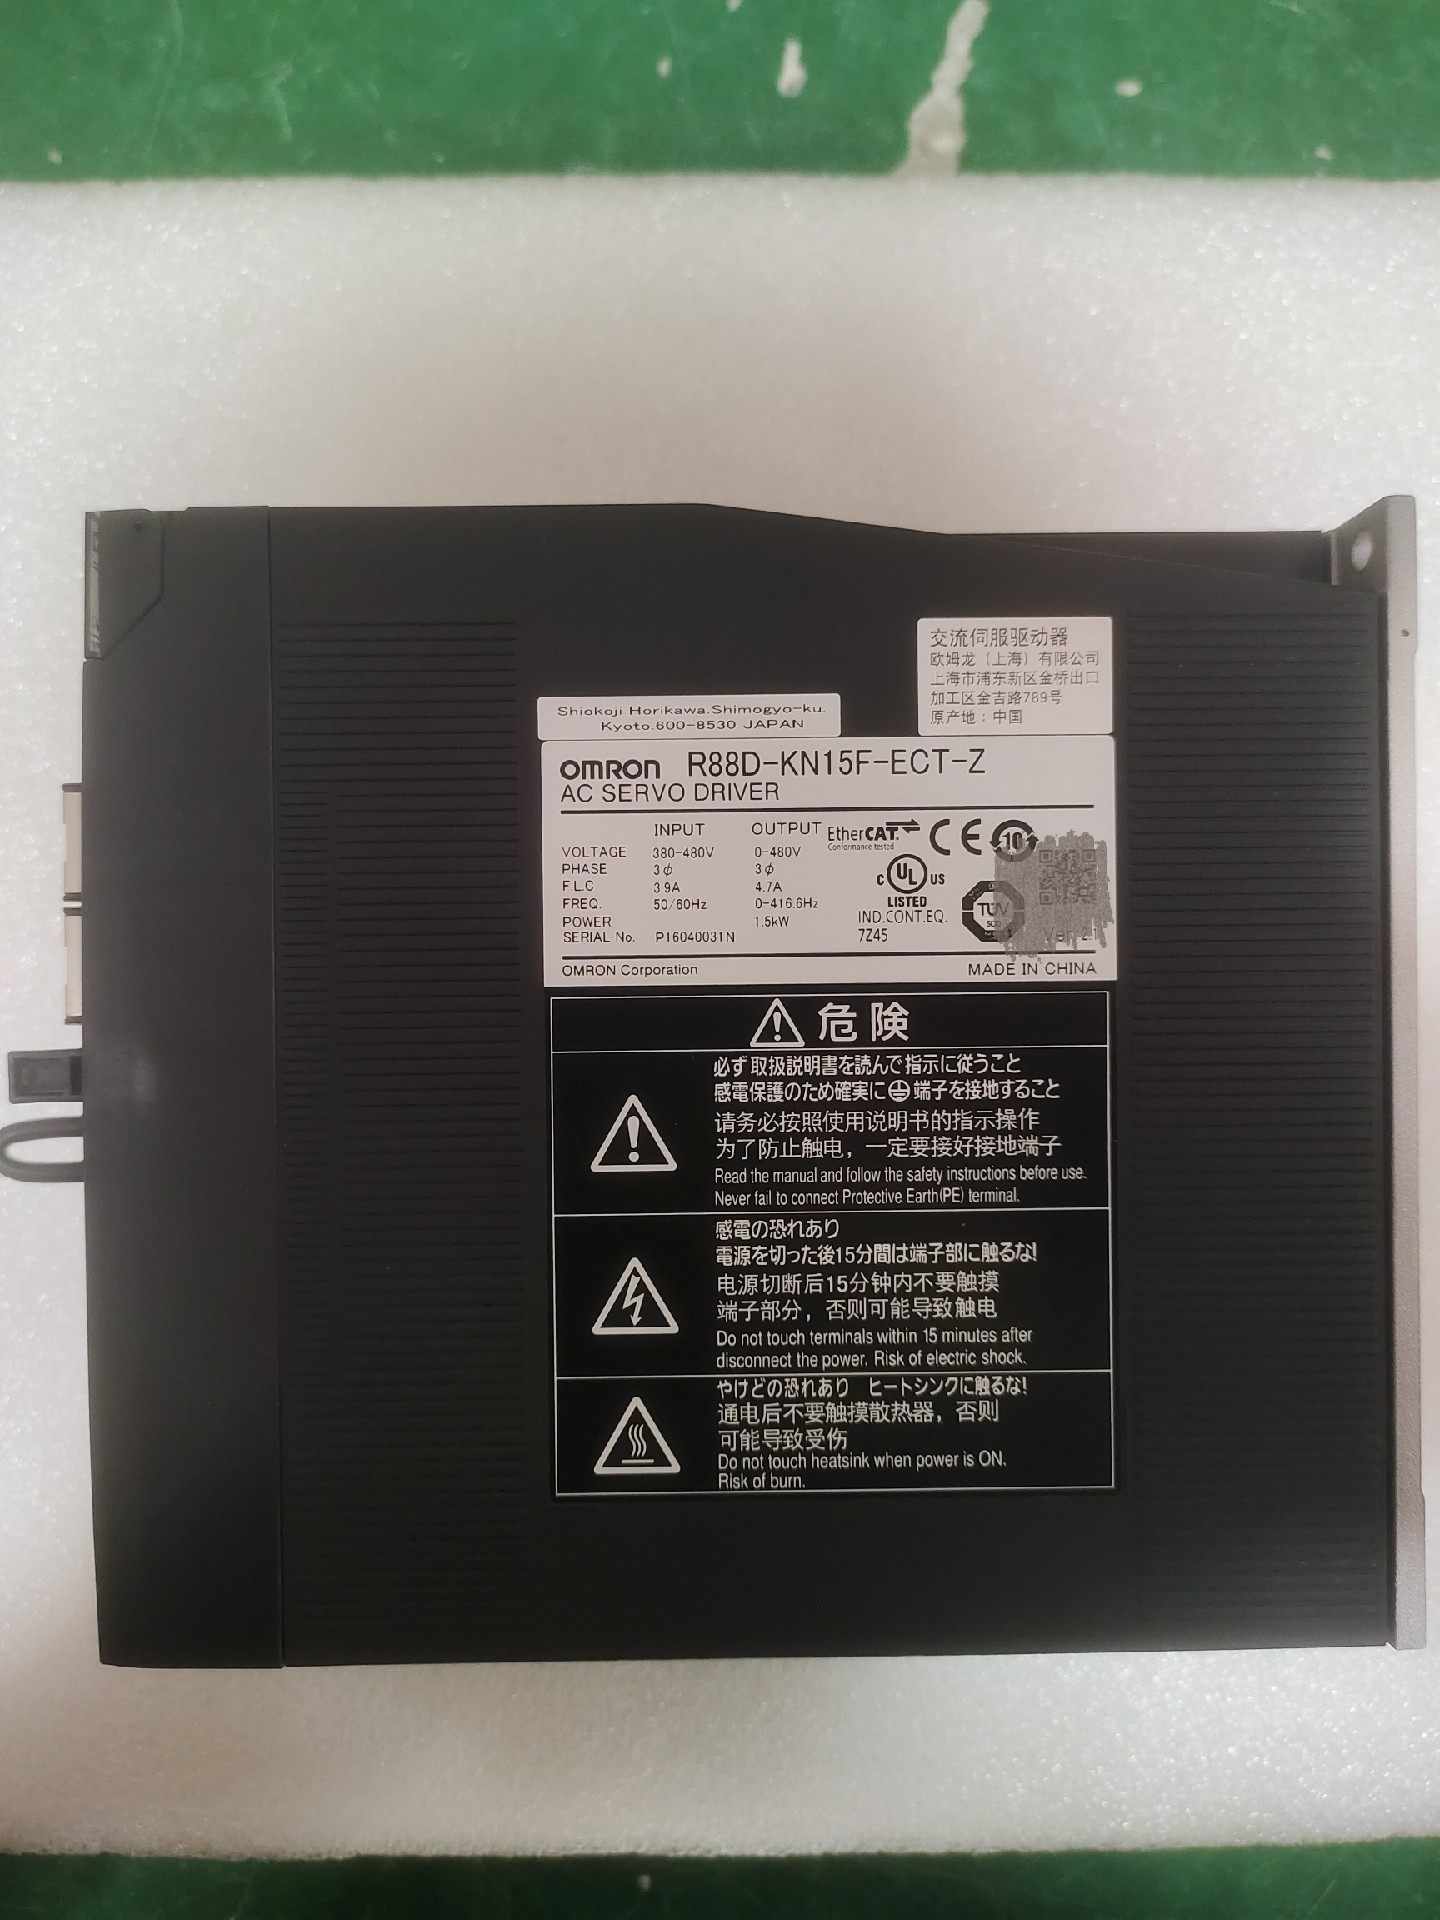 交流伺服驱动器
欧姆龙（上海）有限公司
上海市浦东新区金桥出口
加工区金吉路789号
原产地：中国
Shiokoji Horikawa.Shimogyo-ku.
Kyoto.600-8530 JAPAN
OMRON R88D-KN15F-ECT-Z
AC SERVO DRIVER
INPUT OUTPUT
VOLTAGE 380-480V 0-480V
PHASE 3φ 3φ
F.L.C 3.9A 4.7A
FREQ. 50/60Hz 0-416.6Hz
POWER 1.5kW
SERIAL No. P16040031N
EtherCAT.
Conformance tested
CE
10
C UL US
LISTED
IND.CONT.EQ.
7Z45
TÜV
Ver. 2.1
OMRON Corporation MADE IN CHINA
危険
必ず取扱説明書を読んで指示に従うこと
感電保護のため確実に端子を接地すること
请务必按照使用说明书的指示操作
为了防止触电，一定要接好接地端子
Read the manual and follow the safety instructions before use.
Never fail to connect Protective Earth(PE) terminal.
感電の恐れあり
電源を切った後15分間は端子部に触るな!
电源切断后15分钟内不要触摸
端子部分，否则可能导致触电
Do not touch terminals within 15 minutes after
disconnect the power. Risk of electric shock.
やけどの恐れあり ヒートシンクに触るな!
通电后不要触摸散热器，否则
可能导致受伤
Do not touch heatsink when power is ON.
Risk of burn.